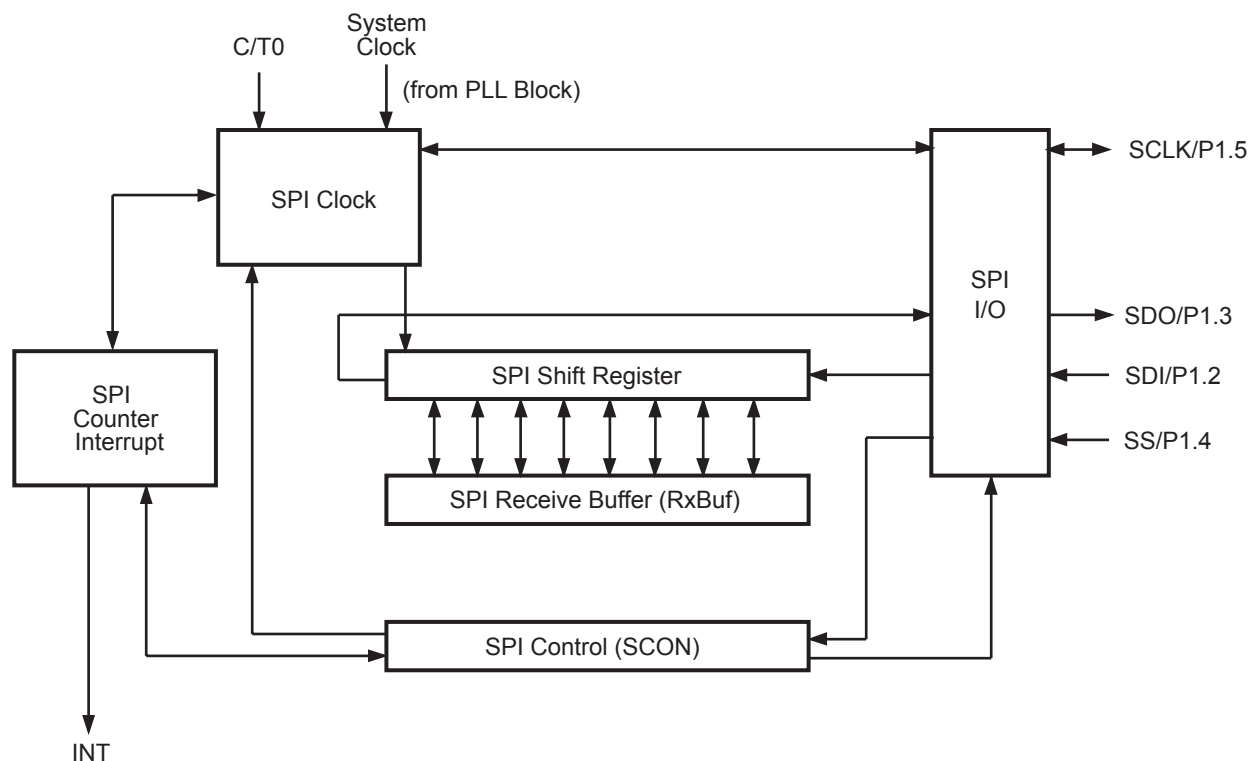 C/T0
System
Clock
(from PLL Block)
SPI Clock
SPI
I/O
SCLK/P1.5
SDO/P1.3
SDI/P1.2
SS/P1.4
SPI
Counter
Interrupt
SPI Shift Register
SPI Receive Buffer (RxBuf)
SPI Control (SCON)
INT